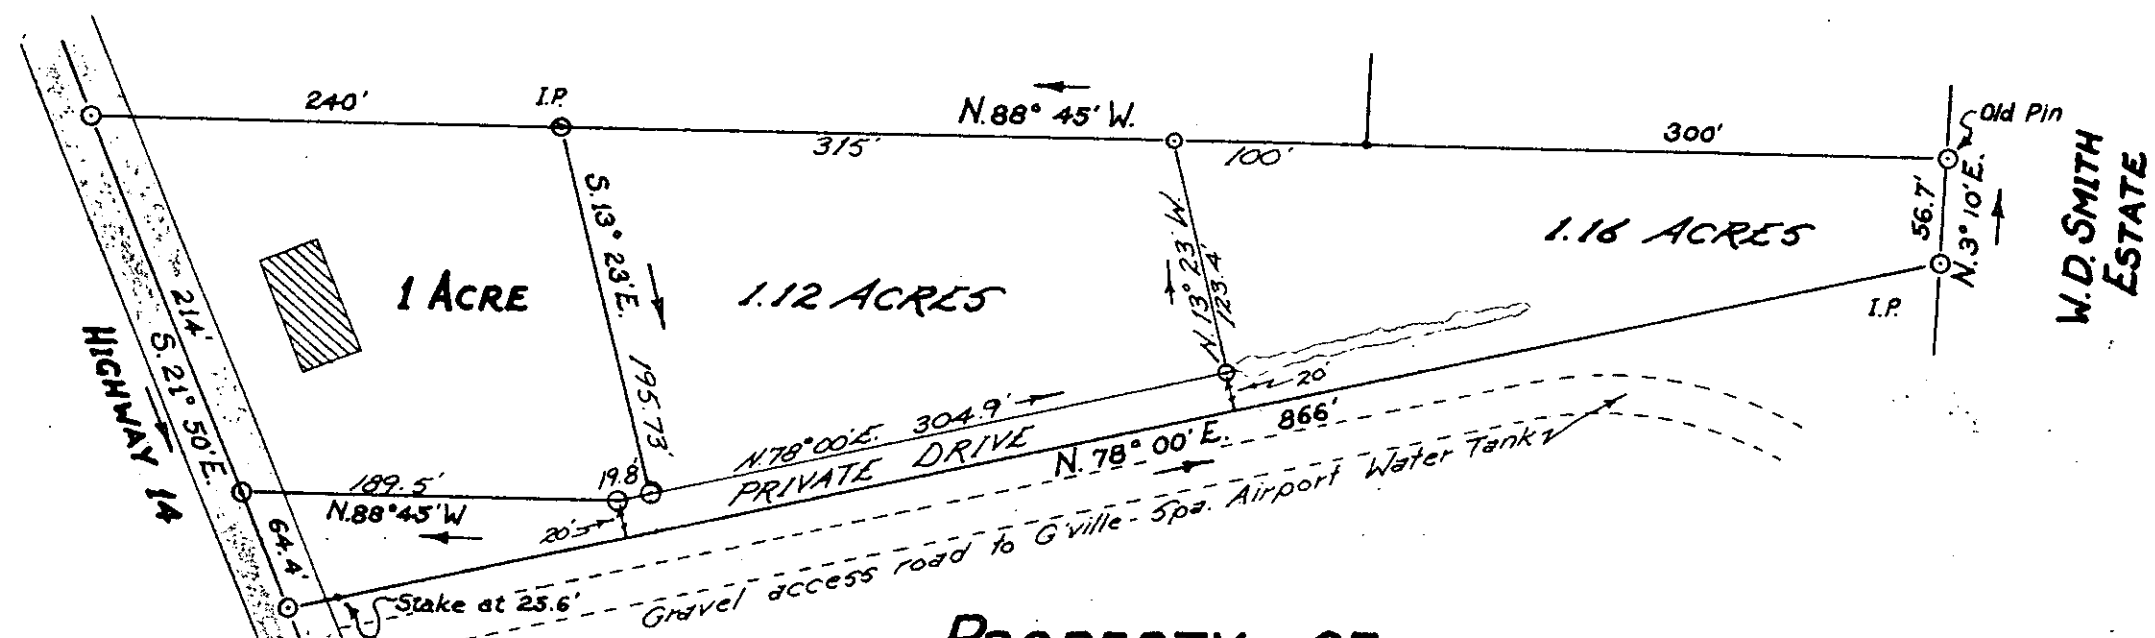 240'
I.P.
N. 88° 45' W.
315'
100'
300'
Old Pin
W.D. SMITH
ESTATE
56.7'
N. 3° 10' E.
I.P.
S. 13° 23' E.
195.73'
N. 13° 23' W.
123.4'
1 ACRE
1.12 ACRES
1.16 ACRES
HIGHWAY 14
214'
S. 21° 50' E.
64.4'
189.5'
N. 88° 45' W
19.8'
20'
N. 78° 00' E. 304.9'
PRIVATE DRIVE
20'
N. 78° 00' E. 866'
Gravel access road to G'ville - Spa. Airport Water Tank
Stake at 25.6'
PROPERTY OF